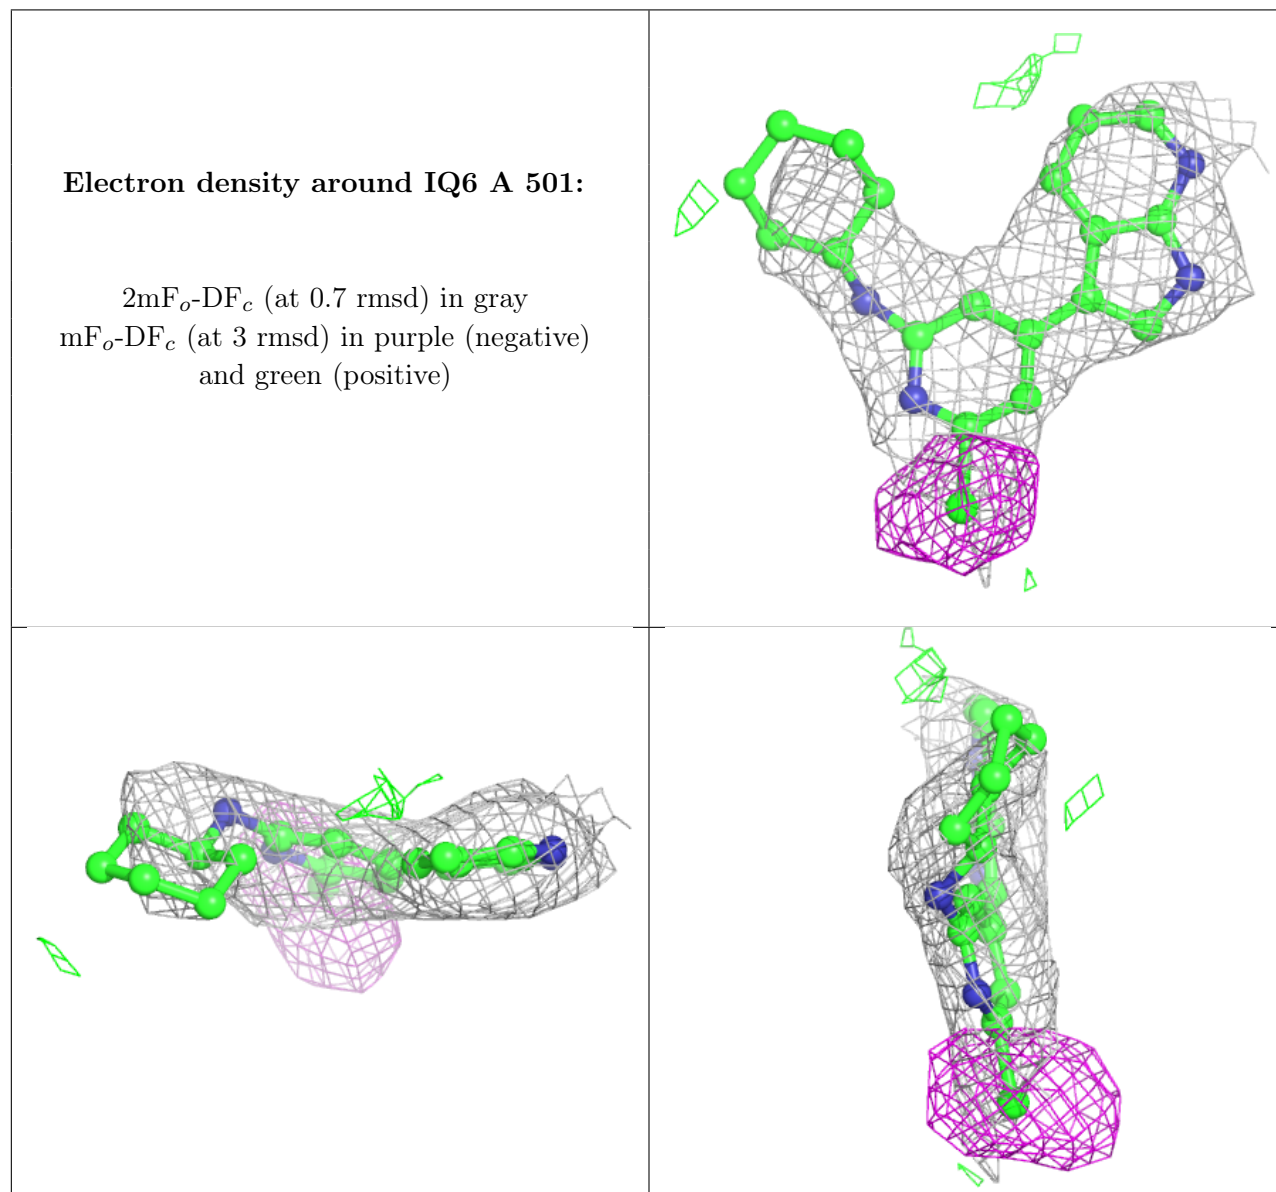 Electron density around IQ6 A 501:
2mFo-DFc (at 0.7 rmsd) in gray
mFo-DFc (at 3 rmsd) in purple (negative)
and green (positive)